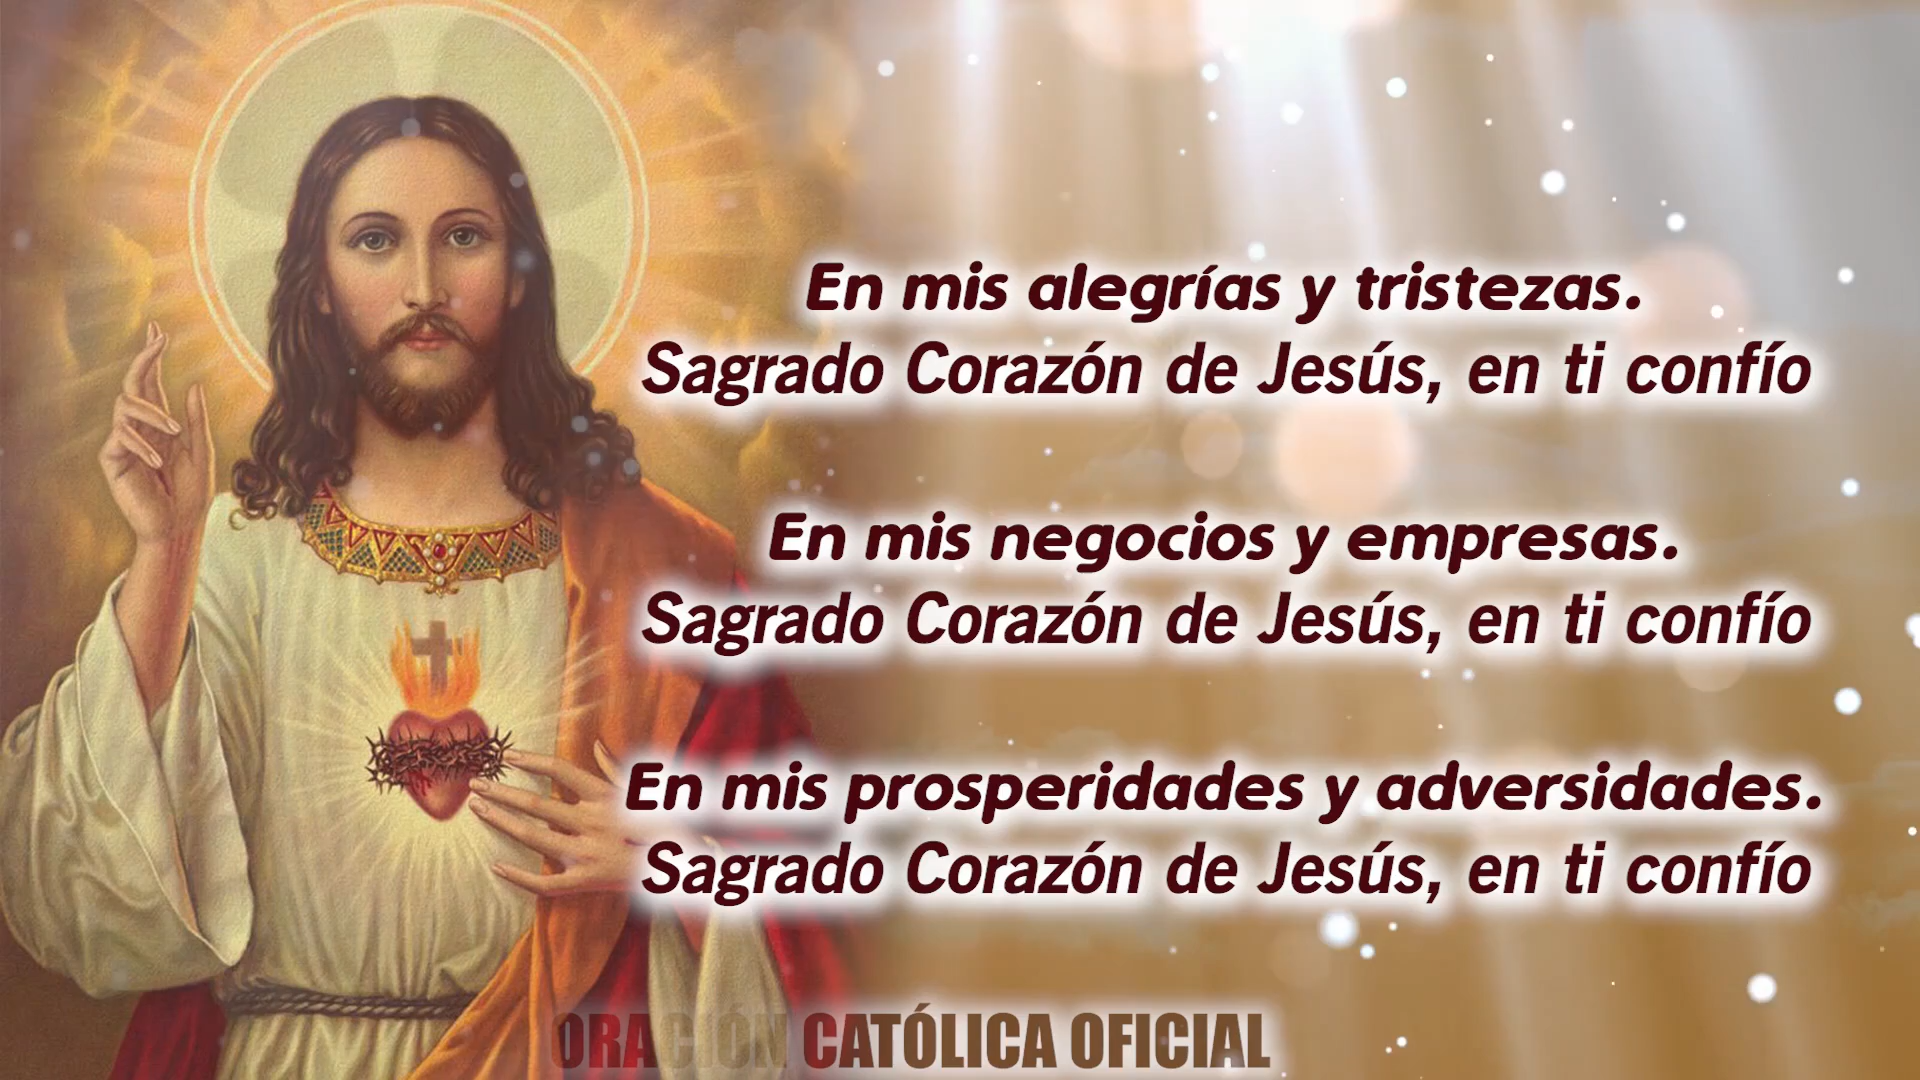 En mis alegrías y tristezas.
Sagrado Corazón de Jesús, en ti confío
En mis negocios y empresas.
Sagrado Corazón de Jesús, en ti confío
En mis prosperidades y adversidades.
Sagrado Corazón de Jesús, en ti confío
ORACIÓN CATÓLICA OFICIAL